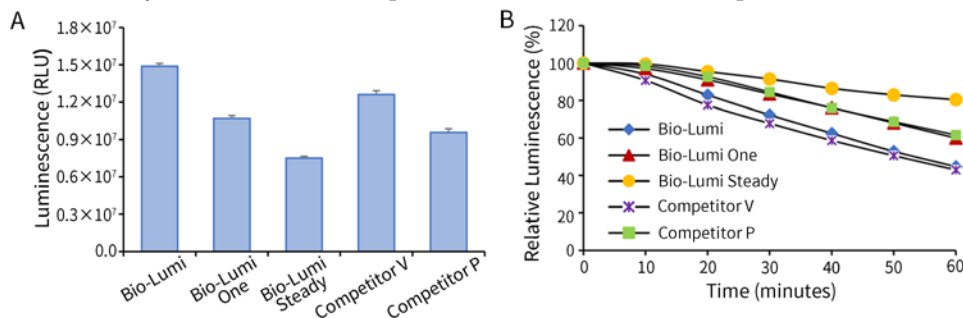 A
Luminescence (RLU)
1.8×10⁷
1.5×10⁷
1.2×10⁷
0.9×10⁷
0.6×10⁷
0.3×10⁷
0.0
Bio-Lumi
Bio-Lumi
One
Bio-Lumi
Steady
Competitor V
Competitor P
B
Relative Luminescence (%)
120
100
80
60
40
20
0
Bio-Lumi
Bio-Lumi One
Bio-Lumi Steady
Competitor V
Competitor P
0 10 20 30 40 50 60
Time (minutes)